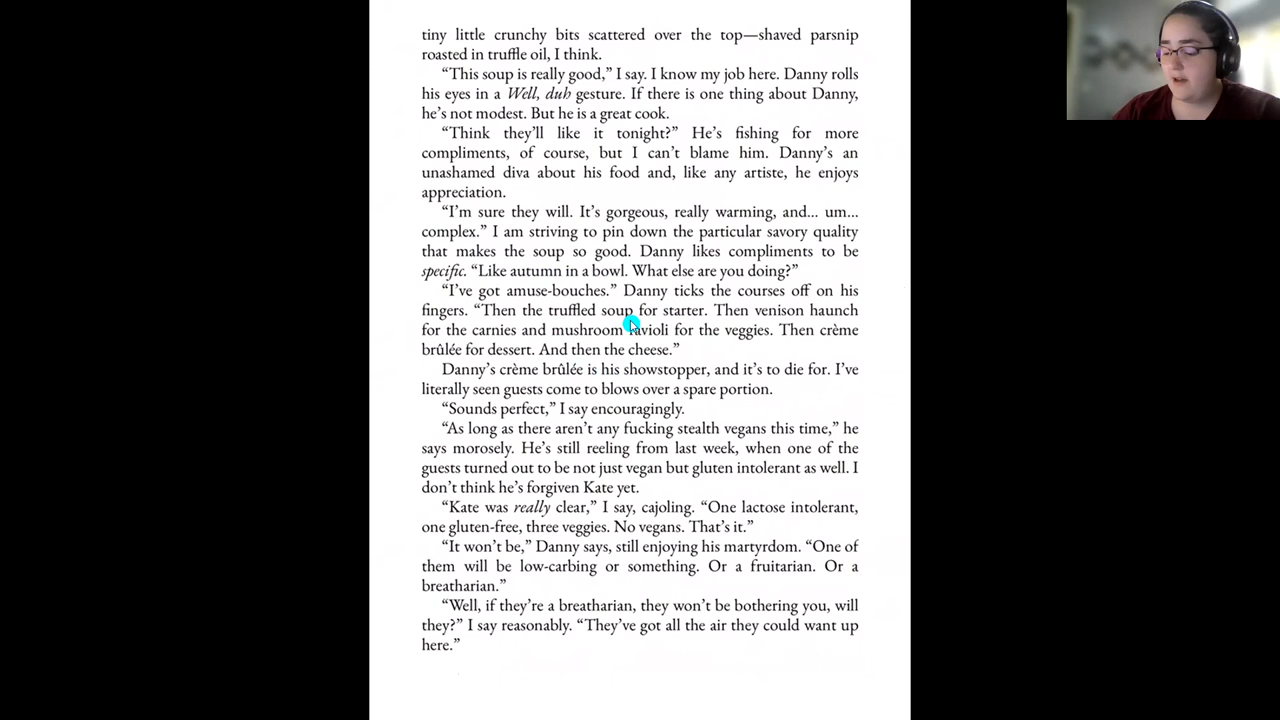 tiny little crunchy bits scattered over the top—shaved parsnip
roasted in truffle oil, I think.
“This soup is really good,” I say. I know my job here. Danny rolls
his eyes in a Well, duh gesture. If there is one thing about Danny,
he’s not modest. But he is a great cook.
“Think they’ll like it tonight?” He’s fishing for more
compliments, of course, but I can’t blame him. Danny’s an
unashamed diva about his food and, like any artiste, he enjoys
appreciation.
“I’m sure they will. It’s gorgeous, really warming, and... um...
complex.” I am striving to pin down the particular savory quality
that makes the soup so good. Danny likes compliments to be
specific. “Like autumn in a bowl. What else are you doing?”
“I’ve got amuse-bouches.” Danny ticks the courses off on his
fingers. “Then the truffled soup for starter. Then venison haunch
for the carnies and mushroom ravioli for the veggies. Then crème
brûlée for dessert. And then the cheese.”
Danny’s crème brûlée is his showstopper, and it’s to die for. I’ve
literally seen guests come to blows over a spare portion.
“Sounds perfect,” I say encouragingly.
“As long as there aren’t any fucking stealth vegans this time,” he
says morosely. He’s still reeling from last week, when one of the
guests turned out to be not just vegan but gluten intolerant as well. I
don’t think he’s forgiven Kate yet.
“Kate was really clear,” I say, cajoling. “One lactose intolerant,
one gluten-free, three veggies. No vegans. That’s it.”
“It won’t be,” Danny says, still enjoying his martyrdom. “One of
them will be low-carbing or something. Or a fruitarian. Or a
breatharian.”
“Well, if they’re a breatharian, they won’t be bothering you, will
they?” I say reasonably. “They’ve got all the air they could want up
here.”